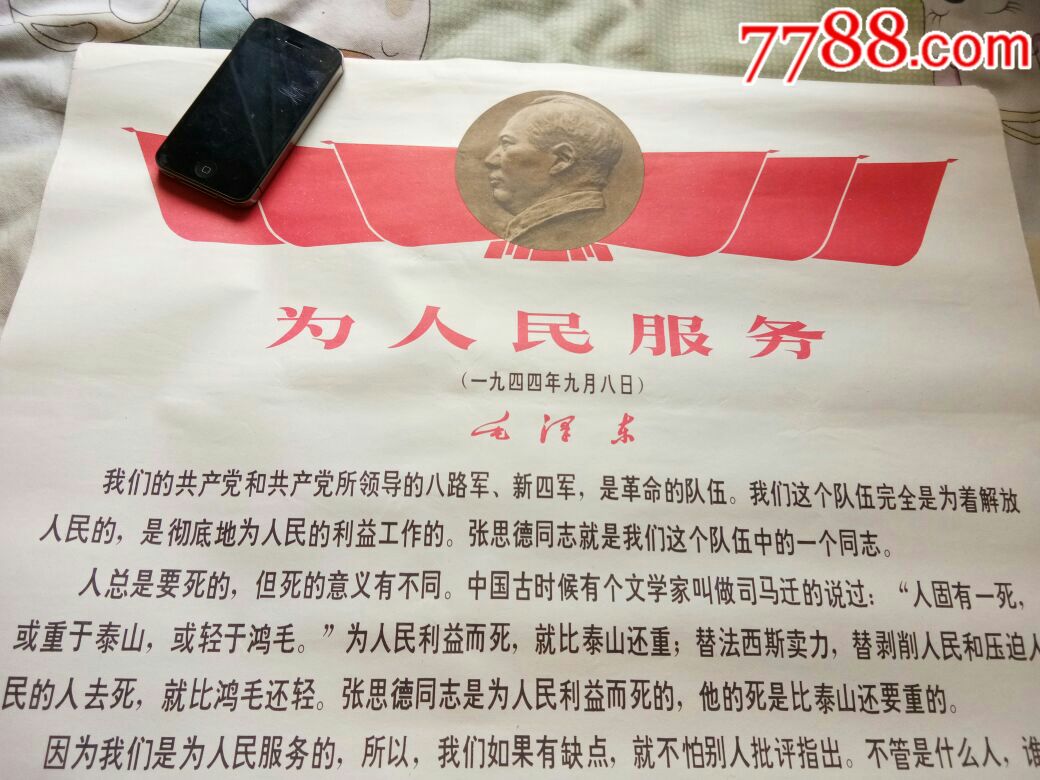 7788.com
为人民服务
(一九四四年九月八日)
毛泽东
我们的共产党和共产党所领导的八路军、新四军，是革命的队伍。我们这个队伍完全是为着解放
人民的，是彻底地为人民的利益工作的。张思德同志就是我们这个队伍中的一个同志。
人总是要死的，但死的意义有不同。中国古时候有个文学家叫做司马迁的说过：“人固有一死，
或重于泰山，或轻于鸿毛。”为人民利益而死，就比泰山还重；替法西斯卖力，替剥削人民和压迫人
民的人去死，就比鸿毛还轻。张思德同志是为人民利益而死的，他的死是比泰山还要重的。
因为我们是为人民服务的，所以，我们如果有缺点，就不怕别人批评指出。不管是什么人，谁